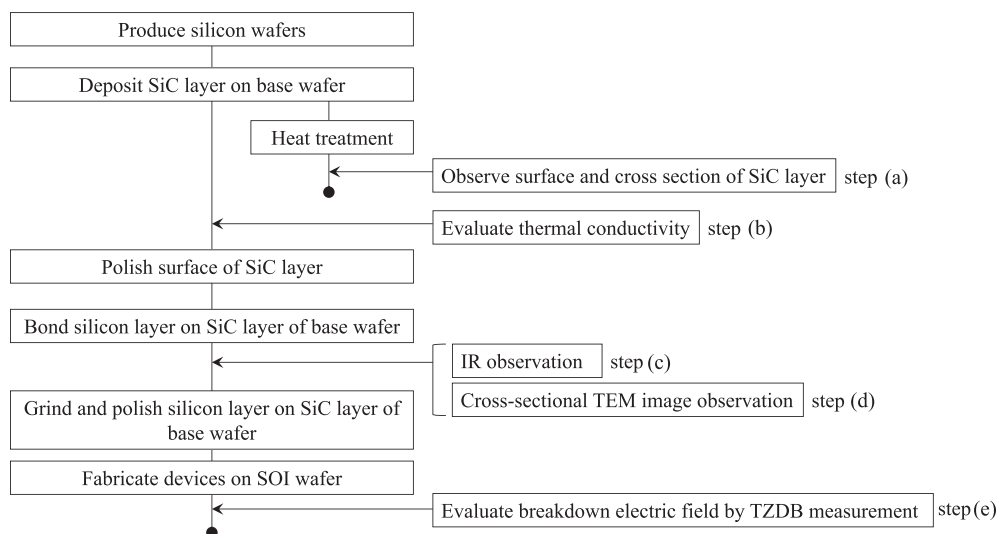 Produce silicon wafers
Deposit SiC layer on base wafer
Heat treatment
Observe surface and cross section of SiC layer step (a)
Evaluate thermal conductivity step (b)
Polish surface of SiC layer
Bond silicon layer on SiC layer of base wafer
IR observation step (c)
Cross-sectional TEM image observation step (d)
Grind and polish silicon layer on SiC layer of
base wafer
Fabricate devices on SOI wafer
Evaluate breakdown electric field by TZDB measurement step (e)